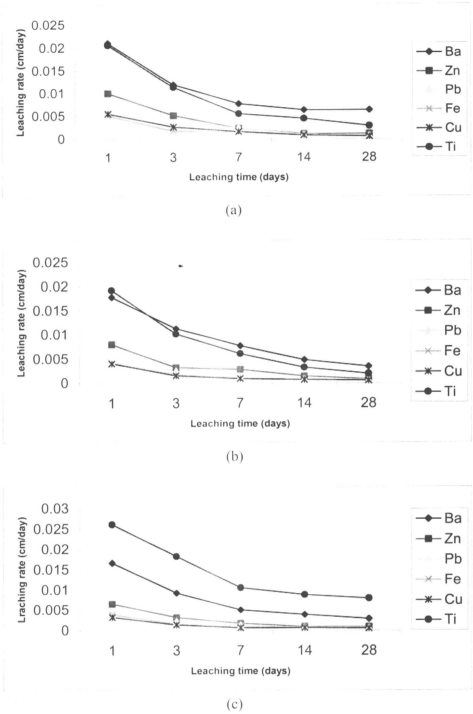 0.025
0.02
0.015
0.01
0.005
0
Leaching rate (cm/day)
1 3 7 14 28
Leaching time (days)
Ba
Zn
Pb
Fe
Cu
Ti
(a)
0.025
0.02
0.015
0.01
0.005
0
Leaching rate (cm/day)
1 3 7 14 28
Leaching time (days)
Ba
Zn
Pb
Fe
Cu
Ti
(b)
0.03
0.025
0.02
0.015
0.01
0.005
0
Leaching rate (cm/day)
1 3 7 14 28
Leaching time (days)
Ba
Zn
Pb
Fe
Cu
Ti
(c)